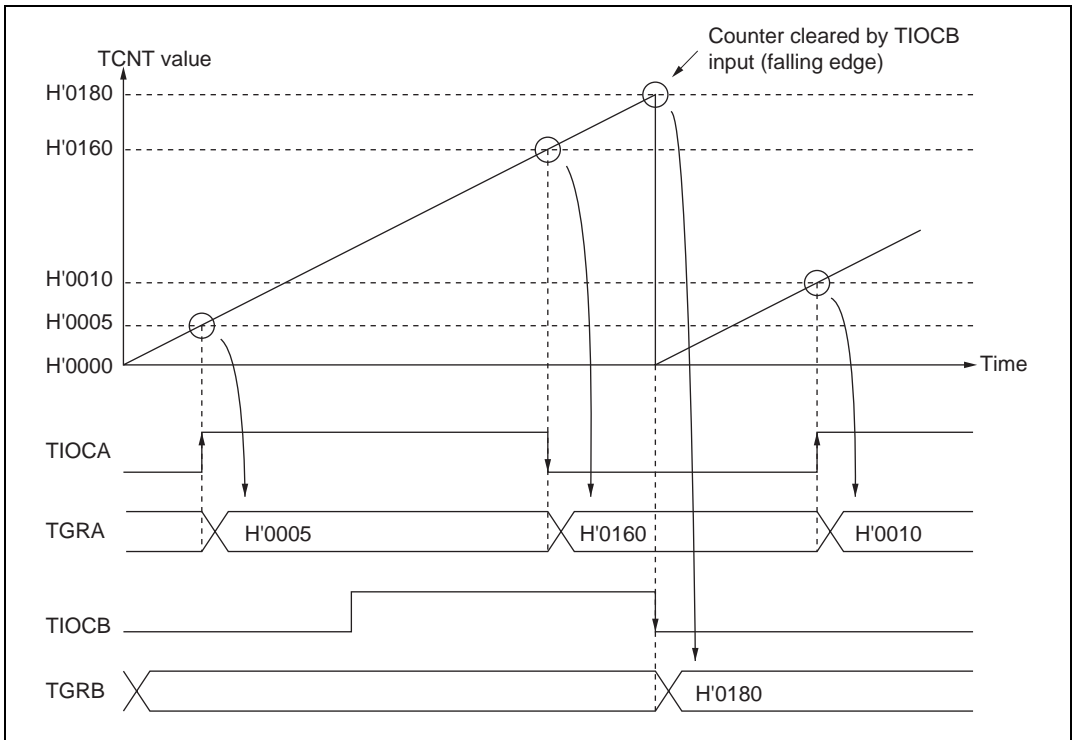 Counter cleared by TIOCB
input (falling edge)
TCNT value
H'0180
H'0160
H'0010
H'0005
H'0000
Time
TIOCA
TGRA
H'0005
H'0160
H'0010
TIOCB
TGRB
H'0180